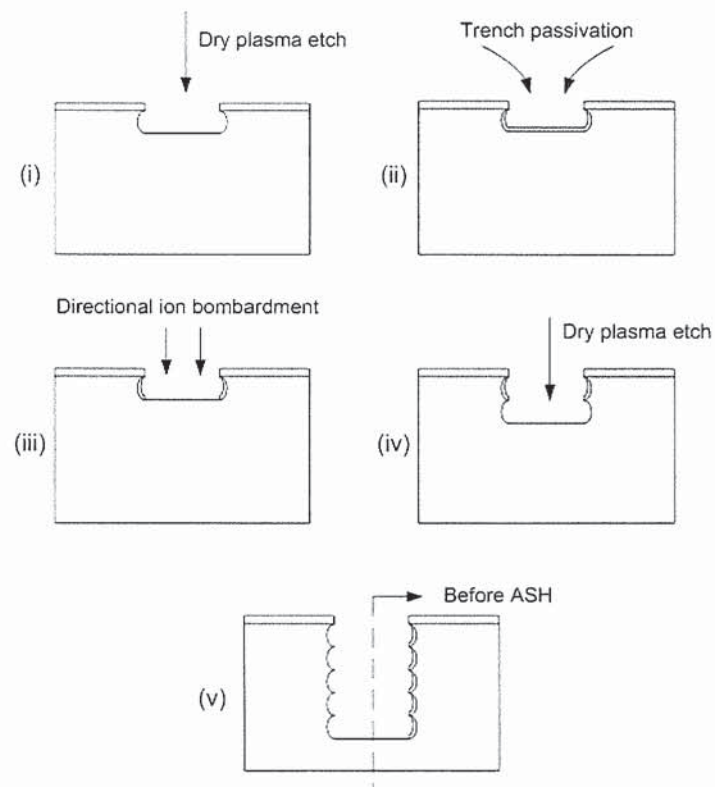 Dry plasma etch
Trench passivation
(i)
(ii)
Directional ion bombardment
Dry plasma etch
(iii)
(iv)
Before ASH
(v)